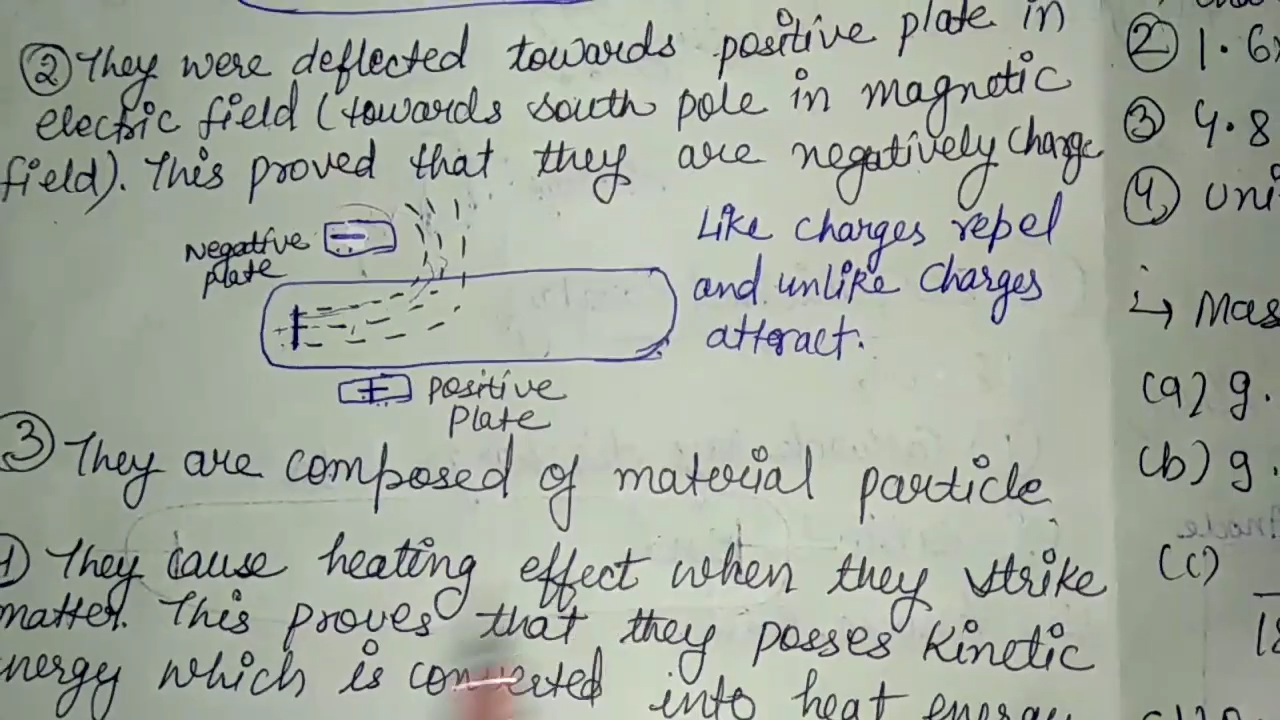 ② They were deflected towards positive plate in
electric field (towards south pole in magnetic
field). This proved that they are negatively charge
Negative
plate
−
Like charges repel
and unlike charges
attract.
+ positive
Plate
③ They are composed of material particle
They cause heating effect when they strike
matter. This proves that they posses kinetic
energy which is converted into heat energy
② 1.6
③ 4.8
④ uni
↳ Mas
(a) g.
(b) g.
(c)